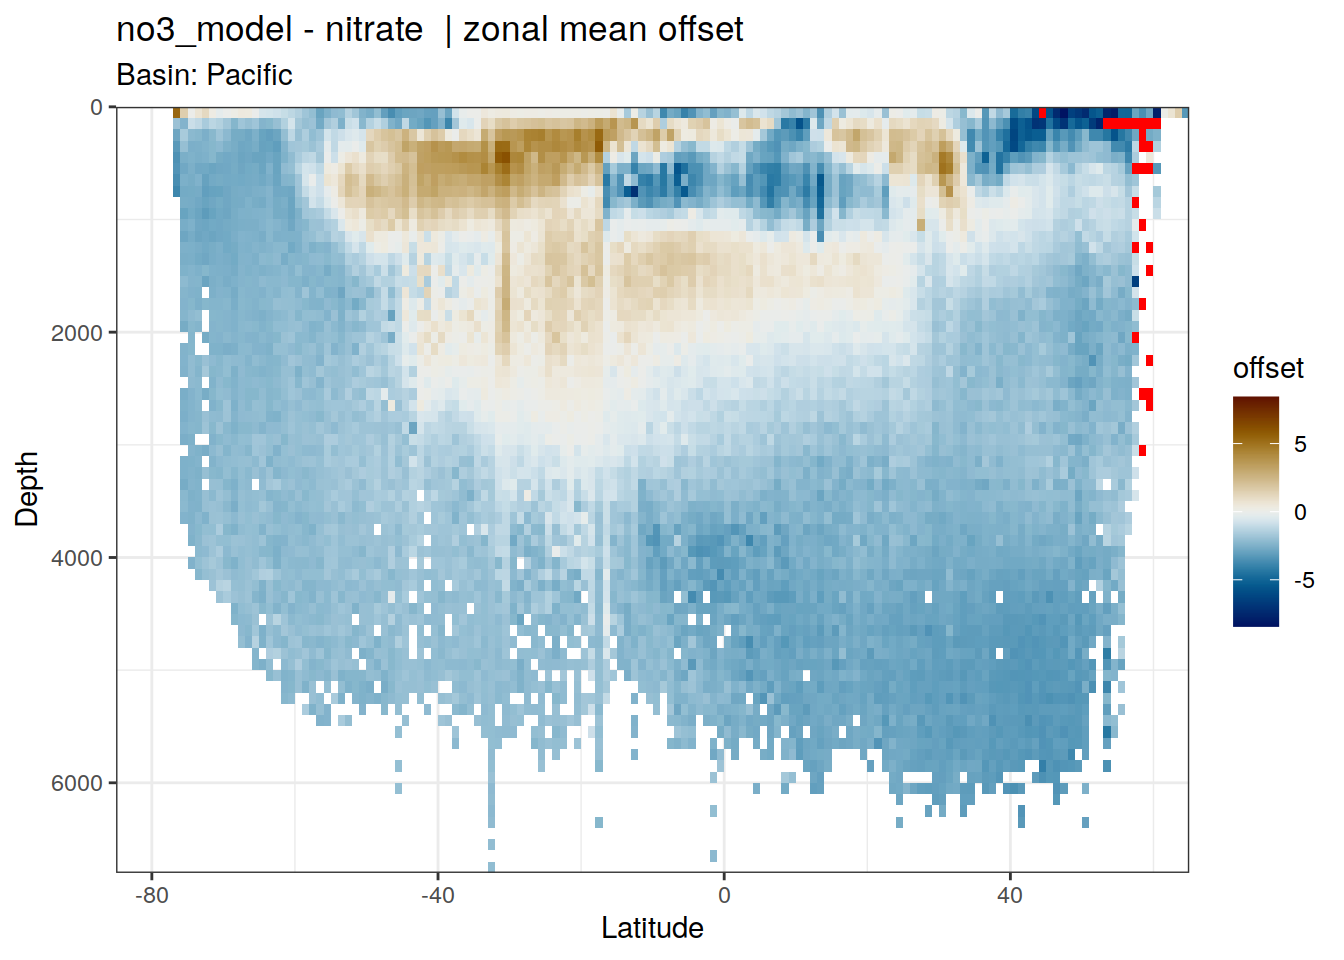 no3_model - nitrate  | zonal mean offset
Basin: Pacific
0
2000
4000
6000
Depth
-80
-40
0
40
Latitude
offset
5
0
-5